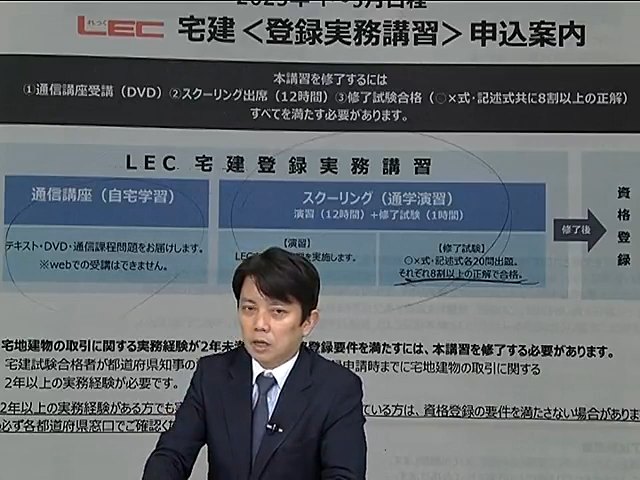 れっく LEC 宅建＜登録実務講習＞申込案内
本講習を修了するには
①通信講座受講（DVD）②スクーリング出席（12時間）③修了試験合格（○×式・記述式共に8割以上の正解）
すべてを満たす必要があります。
LEC宅建登録実務講習
通信講座（自宅学習）
テキスト・DVD・通信課程問題をお届けします。
※webでの受講はできません。
スクーリング（通学演習）
演習（12時間）＋修了試験（1時間）
【演習】
LEC を実施します。
【修了試験】
○×式・記述式各20問出題。
それぞれ8割以上の正解で合格。
修了後
資格登録
宅地建物の取引に関する実務経験が2年未 登録要件を満たすには、本講習を修了する必要があります。
宅建試験合格者が都道府県知事の 申請時までに宅地建物の取引に関する
2年以上の実務経験が必要です。
2年以上の実務経験がある方でも ている方は、資格登録の要件を満たさない場合があります
必ず各都道府県窓口でご確認く